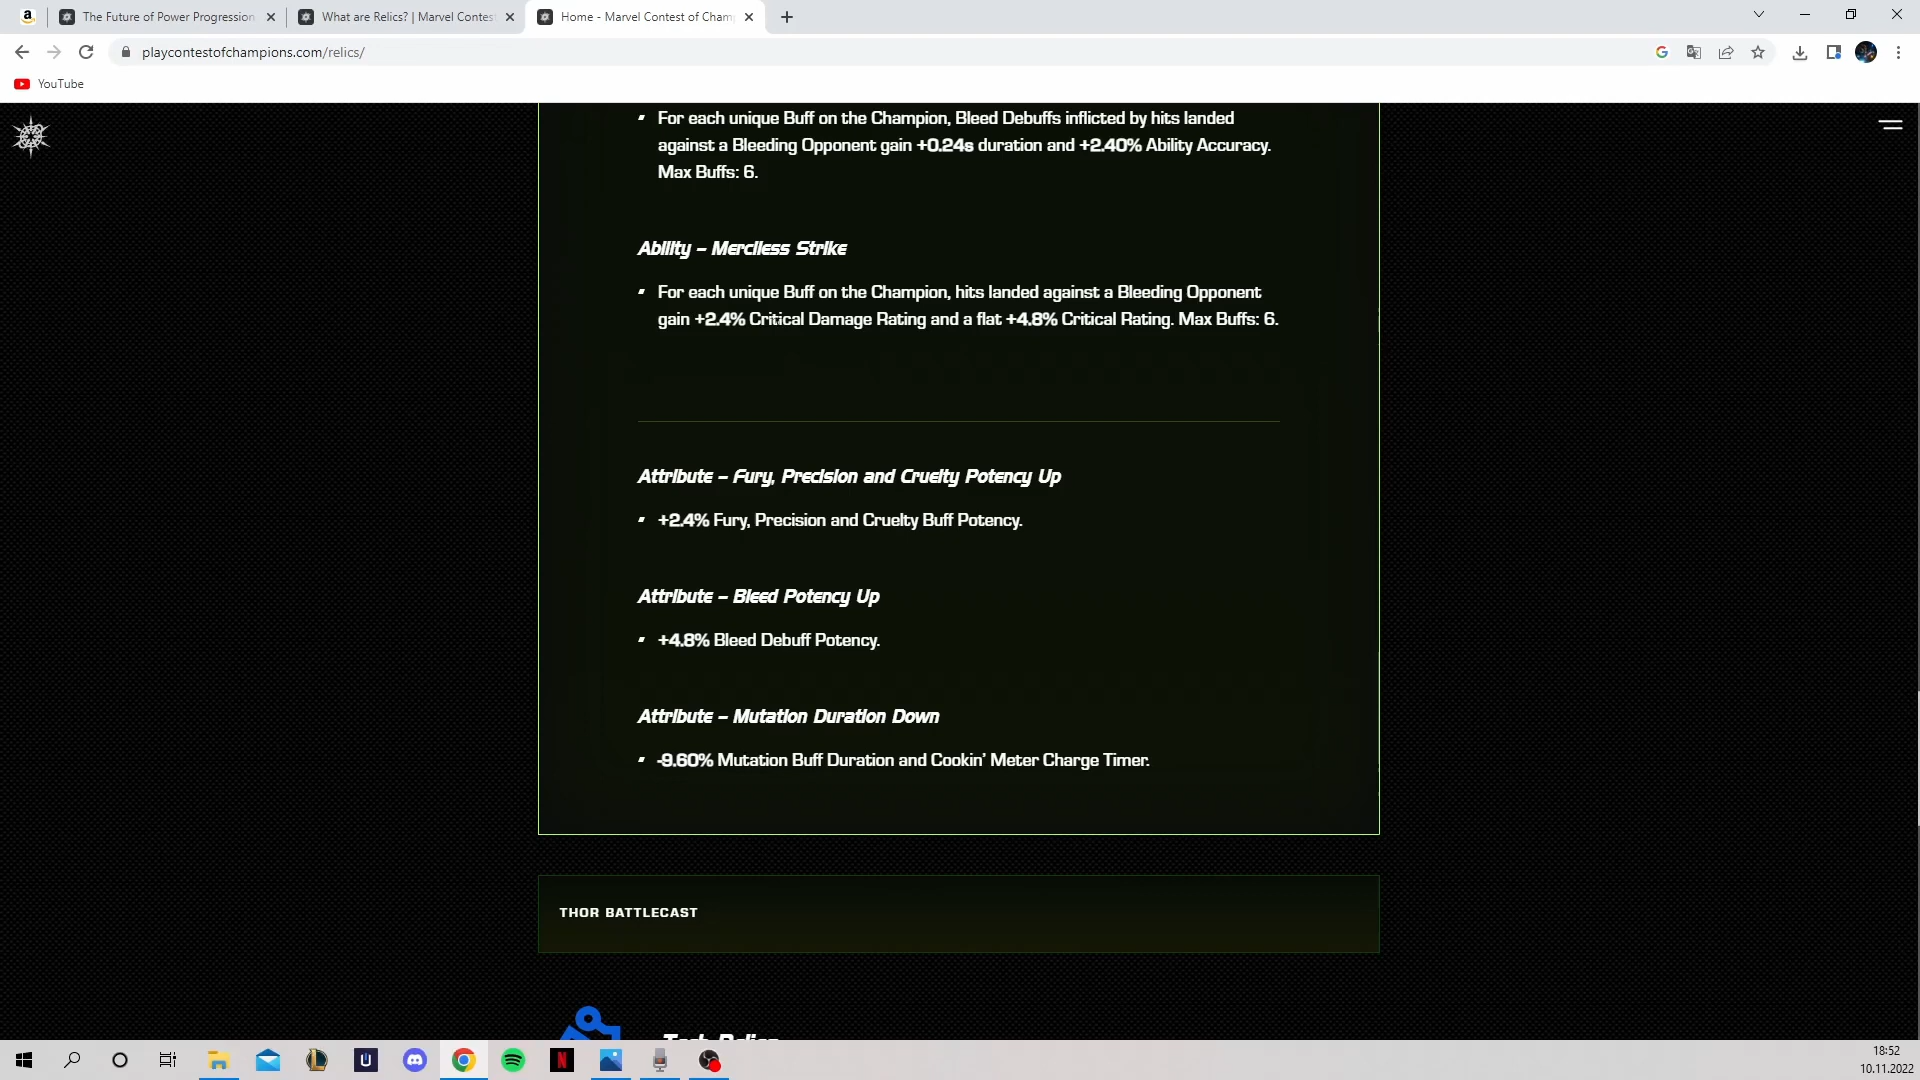 The Future of Power Progression
What are Relics? | Marvel Contes
Home - Marvel Contest of Cham
playcontestofchampions.com/relics/
YouTube
For each unique Buff on the Champion, Bleed Debuffs inflicted by hits landed
against a Bleeding Opponent gain +0.24s duration and +2.40% Ability Accuracy.
Max Buffs: 6.
Ability – Merciless Strike
For each unique Buff on the Champion, hits landed against a Bleeding Opponent
gain +2.4% Critical Damage Rating and a flat +4.8% Critical Rating. Max Buffs: 6.
Attribute – Fury, Precision and Cruelty Potency Up
+2.4% Fury, Precision and Cruelty Buff Potency.
Attribute – Bleed Potency Up
+4.8% Bleed Debuff Potency.
Attribute – Mutation Duration Down
-9.60% Mutation Buff Duration and Cookin’ Meter Charge Timer.
THOR BATTLECAST
Tech Relics
18:52
10.11.2022